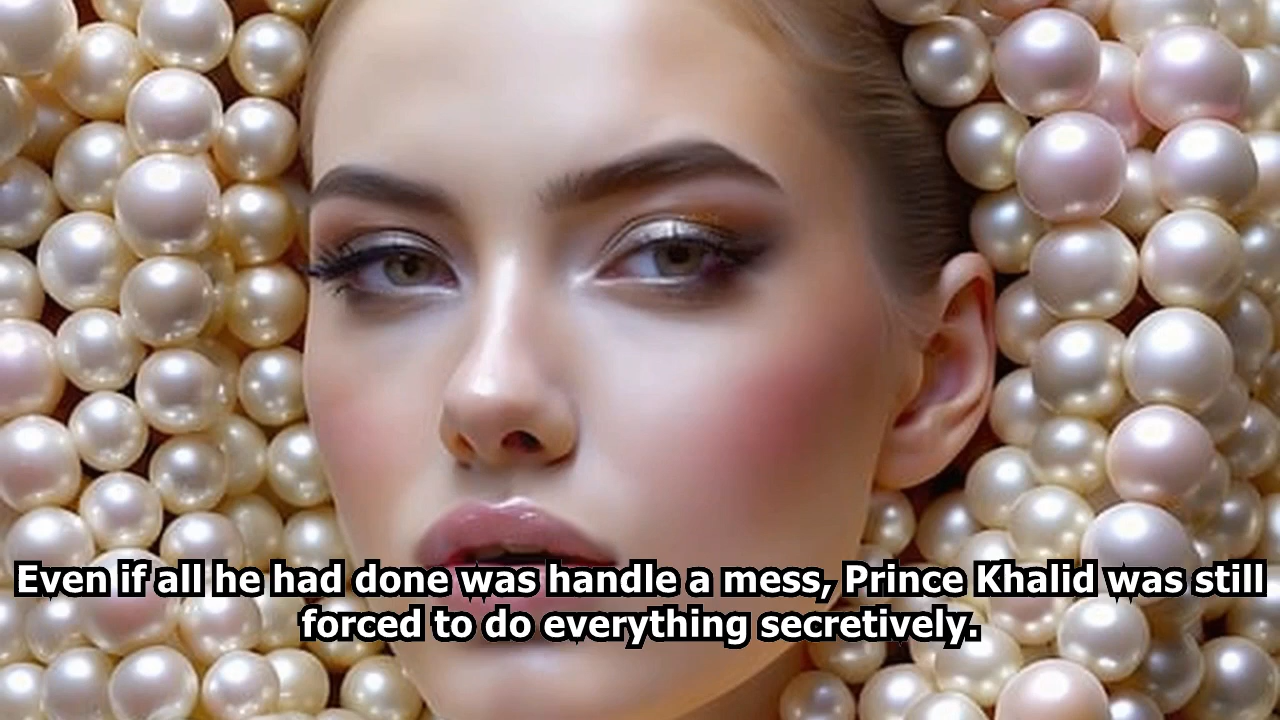 Even if all he had done was handle a mess, Prince Khalid was still
forced to do everything secretively.